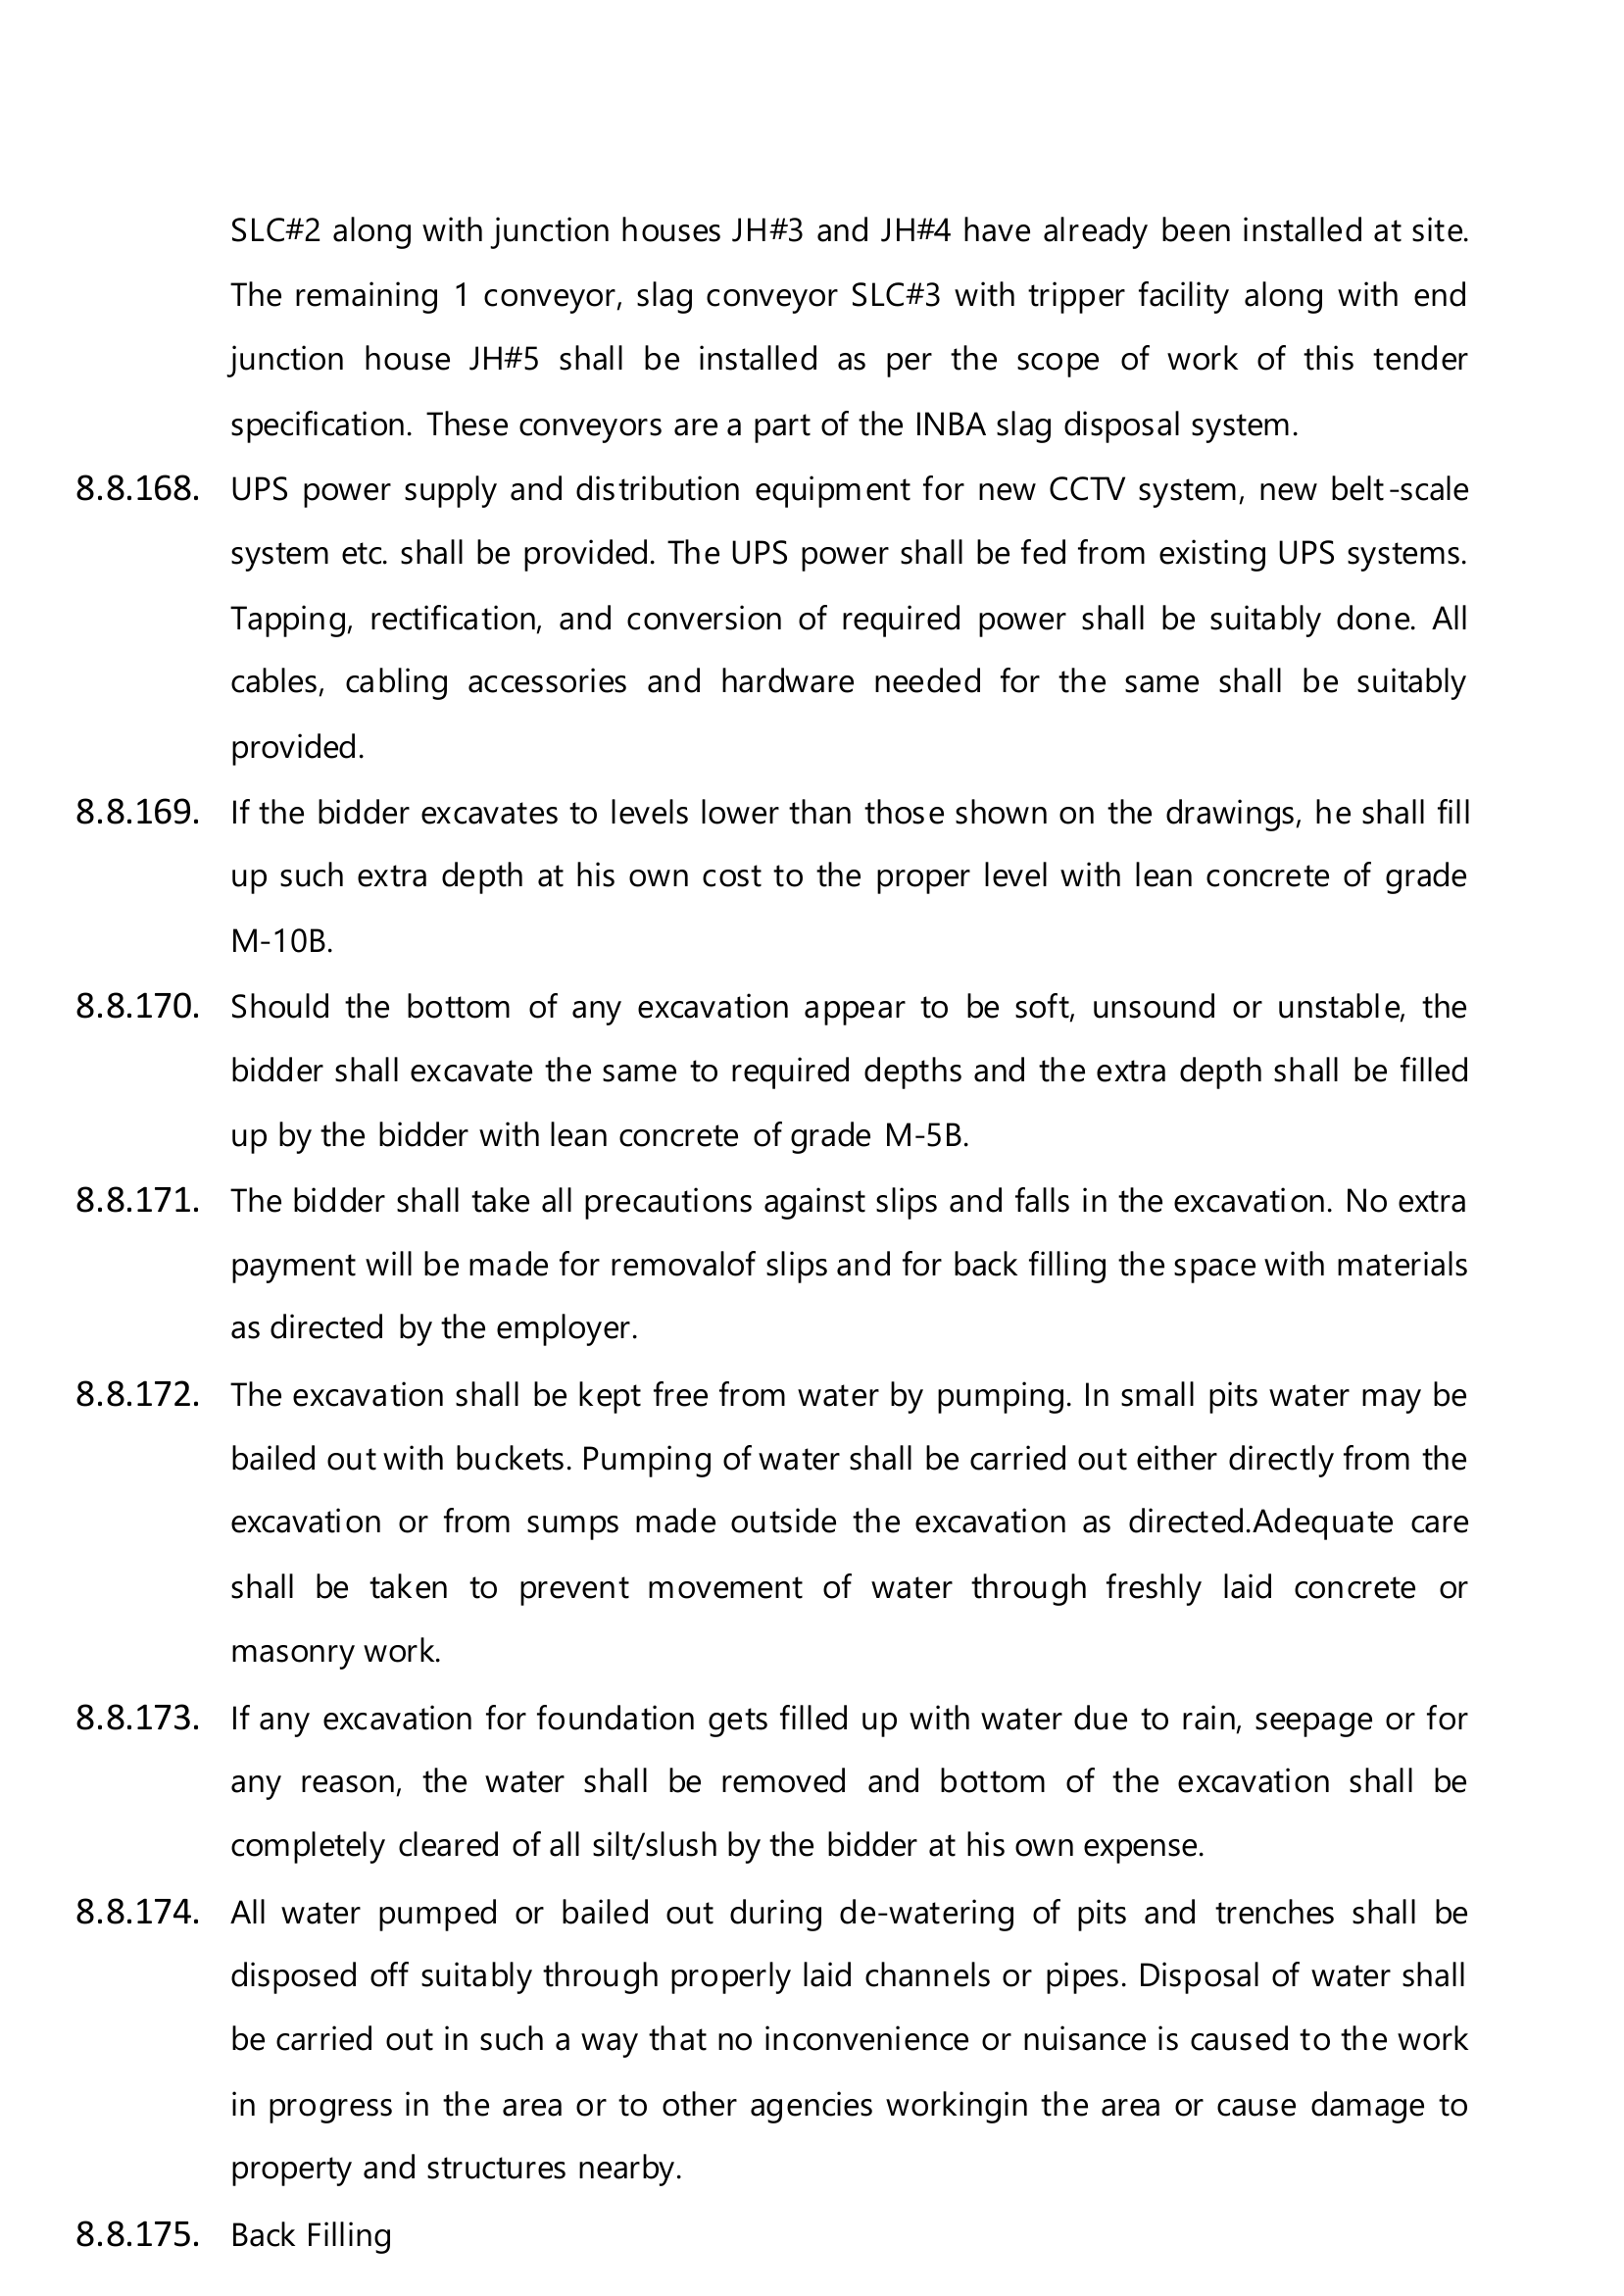 SLC#2 along with junction houses JH#3 and JH#4 have already been installed at site.
The remaining 1 conveyor, slag conveyor SLC#3 with tripper facility along with end
junction house JH#5 shall be installed as per the scope of work of this tender
specification. These conveyors are a part of the INBA slag disposal system.
8.8.168. UPS power supply and distribution equipment for new CCTV system, new belt-scale
system etc. shall be provided. The UPS power shall be fed from existing UPS systems.
Tapping, rectification, and conversion of required power shall be suitably done. All
cables, cabling accessories and hardware needed for the same shall be suitably
provided.
8.8.169. If the bidder excavates to levels lower than those shown on the drawings, he shall fill
up such extra depth at his own cost to the proper level with lean concrete of grade
M-10B.
8.8.170. Should the bottom of any excavation appear to be soft, unsound or unstable, the
bidder shall excavate the same to required depths and the extra depth shall be filled
up by the bidder with lean concrete of grade M-5B.
8.8.171. The bidder shall take all precautions against slips and falls in the excavation. No extra
payment will be made for removalof slips and for back filling the space with materials
as directed by the employer.
8.8.172. The excavation shall be kept free from water by pumping. In small pits water may be
bailed out with buckets. Pumping of water shall be carried out either directly from the
excavation or from sumps made outside the excavation as directed.Adequate care
shall be taken to prevent movement of water through freshly laid concrete or
masonry work.
8.8.173. If any excavation for foundation gets filled up with water due to rain, seepage or for
any reason, the water shall be removed and bottom of the excavation shall be
completely cleared of all silt/slush by the bidder at his own expense.
8.8.174. All water pumped or bailed out during de-watering of pits and trenches shall be
disposed off suitably through properly laid channels or pipes. Disposal of water shall
be carried out in such a way that no inconvenience or nuisance is caused to the work
in progress in the area or to other agencies workingin the area or cause damage to
property and structures nearby.
8.8.175. Back Filling